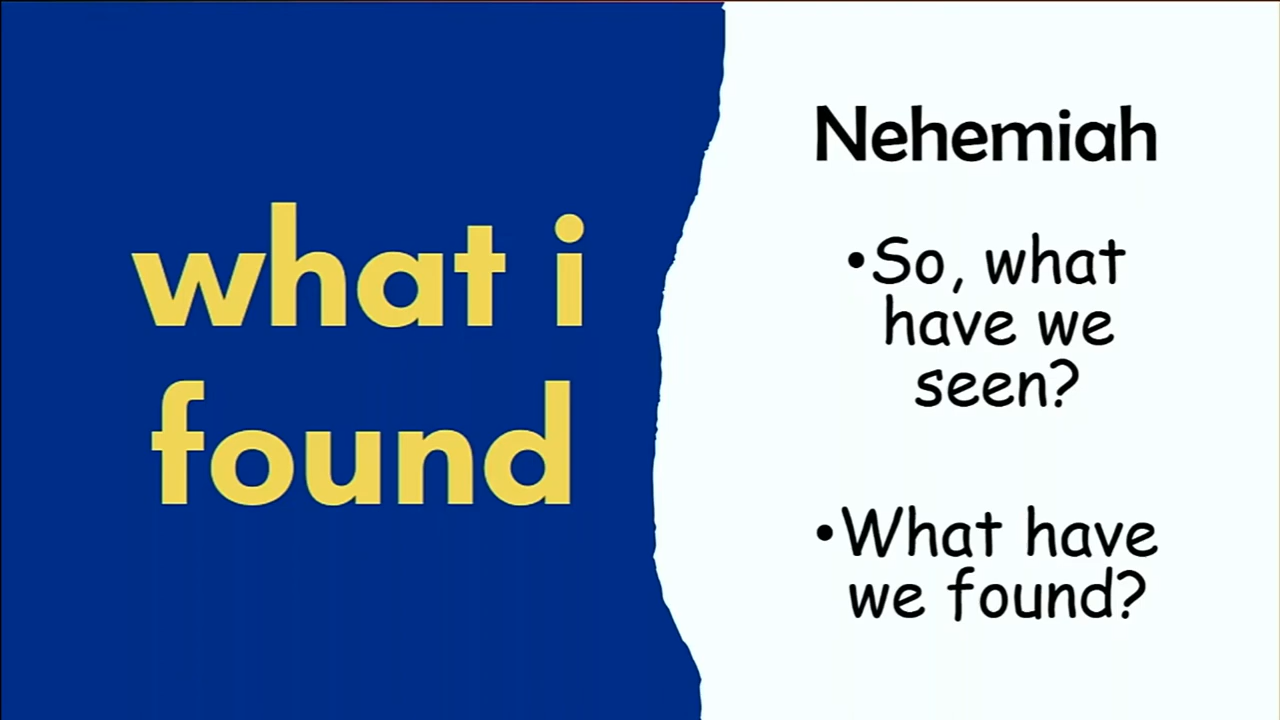 what i
found
Nehemiah
•So, what
have we
seen?
•What have
we found?